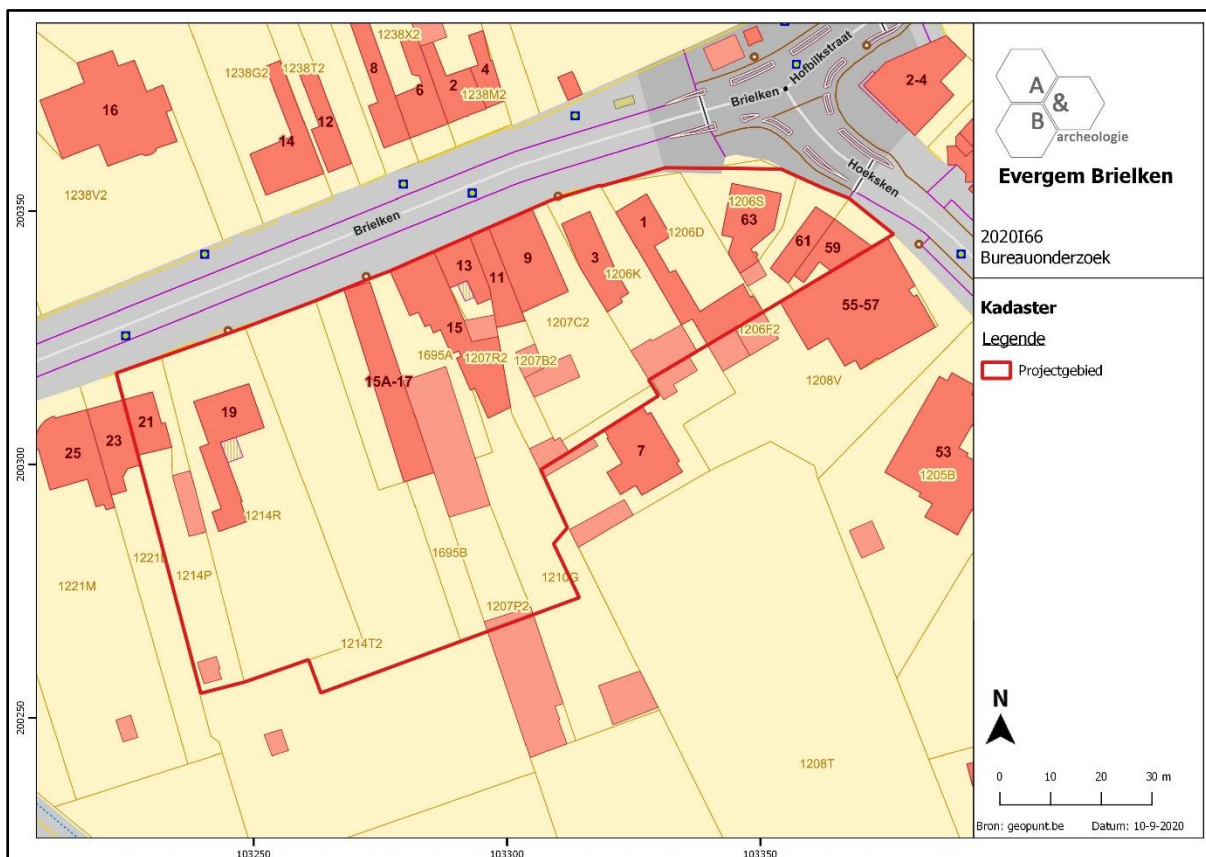 1238X2
8
6
2
4
1238M2
1238G2
1238T2
16
14
12
1238V2
Brielken
Hofbilkstraat
2-4
Hoeksken
Brielken
1206S
63
1
1206D
61
59
3
1206K
13
11
9
55-57
15
1207C2
1206F2
1695A
1207R2
1207B2
15A-17
1208V
21
19
25
23
7
53
1205B
1214R
1695B
1221M
1214P
1210G
1207P2
1214T2
1208T
200350
200300
200250
103250
103300
103350
A
&
B
archeologie
Evergem Brielken
2020I66
Bureauonderzoek
Kadaster
Legende
Projectgebied
N
0 10 20 30 m
Bron: geopunt.be Datum: 10-9-2020